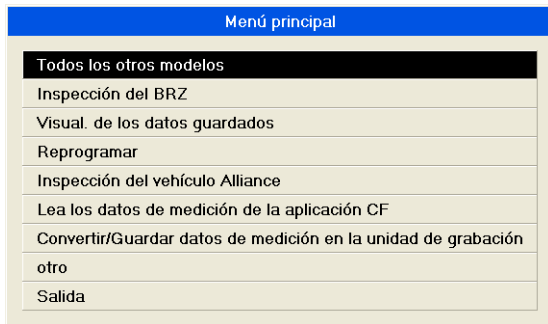 Menú principal
Todos los otros modelos
Inspección del BRZ
Visual. de los datos guardados
Reprogramar
Inspección del vehículo Alliance
Lea los datos de medición de la aplicación CF
Convertir/Guardar datos de medición en la unidad de grabación
otro
Salida